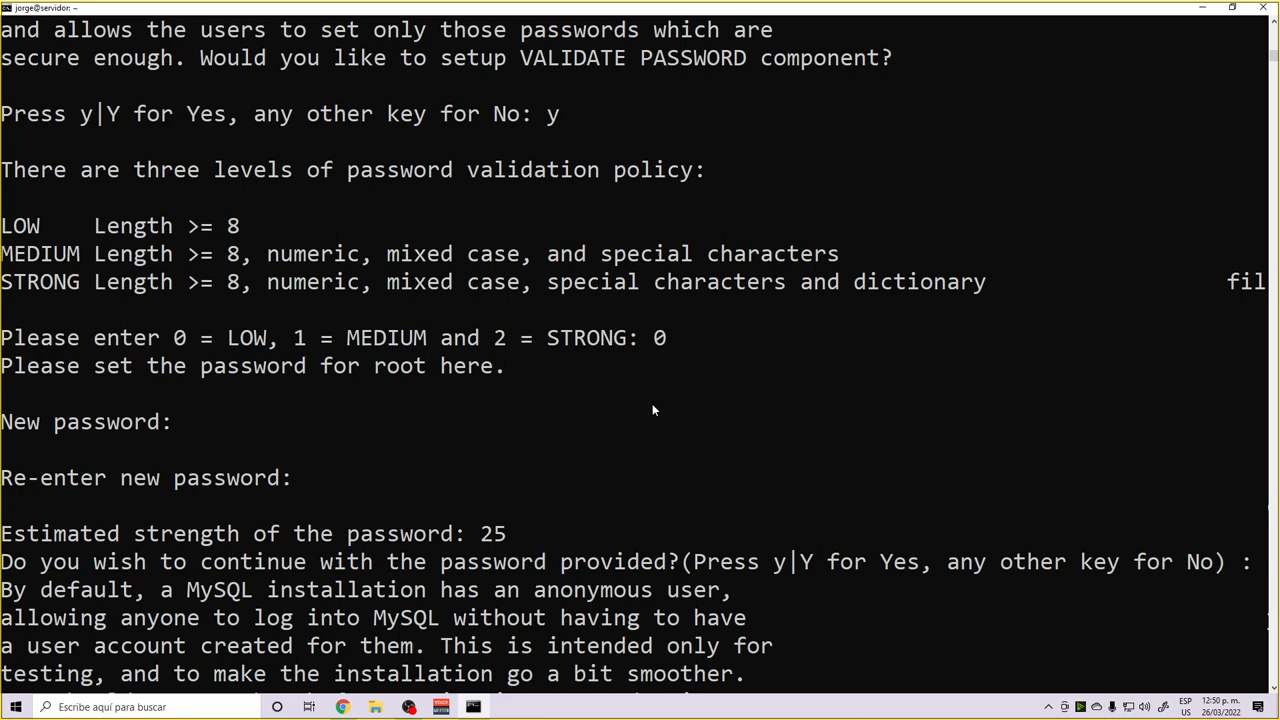 jorge@servidor: ~
and allows the users to set only those passwords which are
secure enough. Would you like to setup VALIDATE PASSWORD component?
Press y|Y for Yes, any other key for No: y
There are three levels of password validation policy:
LOW    Length >= 8
MEDIUM Length >= 8, numeric, mixed case, and special characters
STRONG Length >= 8, numeric, mixed case, special characters and dictionary                  fil
Please enter 0 = LOW, 1 = MEDIUM and 2 = STRONG: 0
Please set the password for root here.
New password:
Re-enter new password:
Estimated strength of the password: 25
Do you wish to continue with the password provided?(Press y|Y for Yes, any other key for No) :
By default, a MySQL installation has an anonymous user,
allowing anyone to log into MySQL without having to have
a user account created for them. This is intended only for
testing, and to make the installation go a bit smoother.
Escribe aquí para buscar
ESP
US
12:50 p. m.
26/03/2022